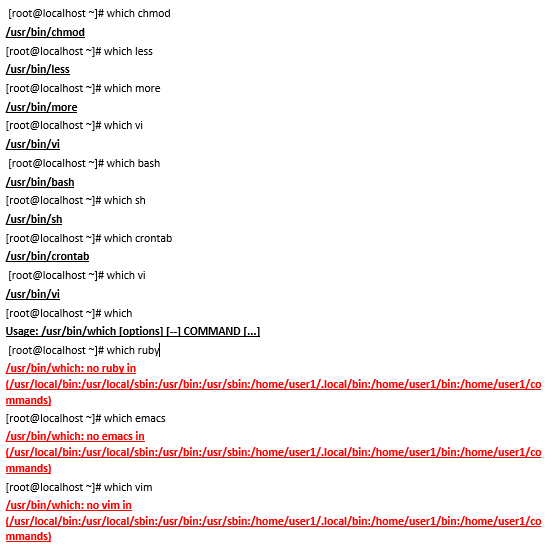 [root@localhost ~]# which chmod
/usr/bin/chmod
[root@localhost ~]# which less
/usr/bin/less
[root@localhost ~]# which more
/usr/bin/more
[root@localhost ~]# which vi
/usr/bin/vi
[root@localhost ~]# which bash
/usr/bin/bash
[root@localhost ~]# which sh
/usr/bin/sh
[root@localhost ~]# which crontab
/usr/bin/crontab
[root@localhost ~]# which vi
/usr/bin/vi
[root@localhost ~]# which
Usage: /usr/bin/which [options] [--] COMMAND [...]
[root@localhost ~]# which ruby
/usr/bin/which: no ruby in
(/usr/local/bin:/usr/local/sbin:/usr/bin:/usr/sbin:/home/user1/.local/bin:/home/user1/bin:/home/user1/co
mmands)
[root@localhost ~]# which emacs
/usr/bin/which: no emacs in
(/usr/local/bin:/usr/local/sbin:/usr/bin:/usr/sbin:/home/user1/.local/bin:/home/user1/bin:/home/user1/co
mmands)
[root@localhost ~]# which vim
/usr/bin/which: no vim in
(/usr/local/bin:/usr/local/sbin:/usr/bin:/usr/sbin:/home/user1/.local/bin:/home/user1/bin:/home/user1/co
mmands)